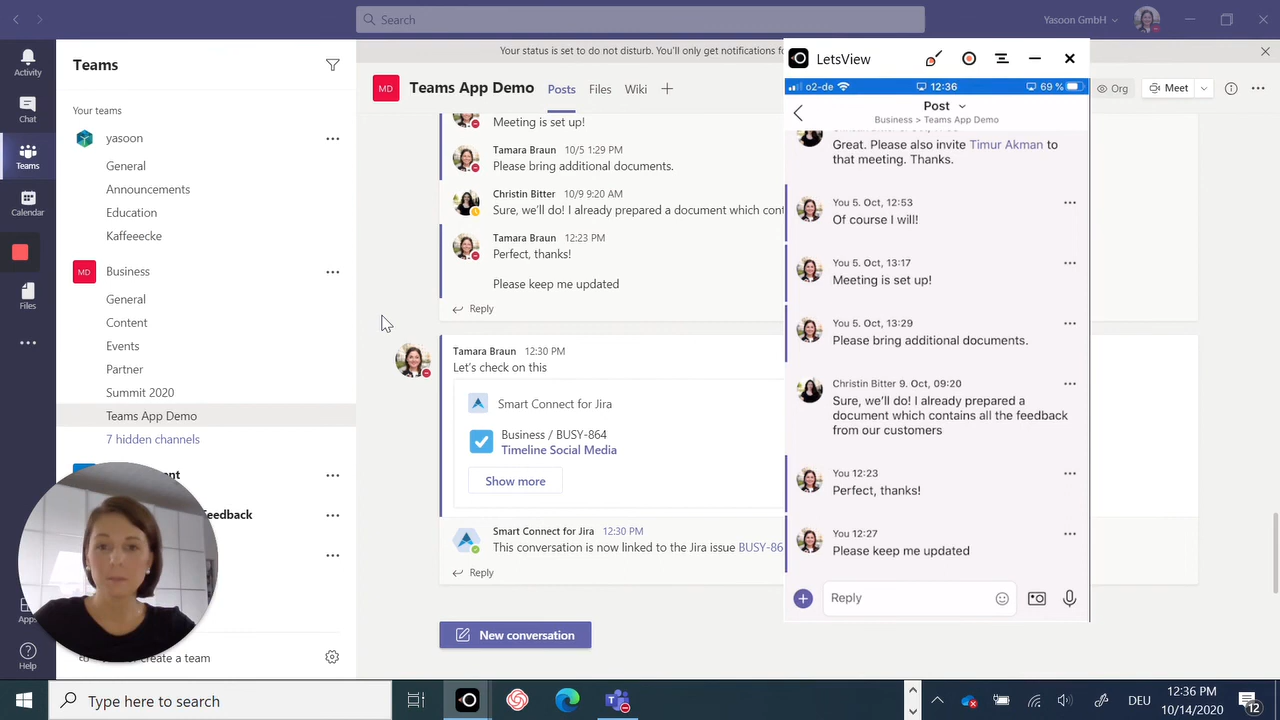 Search
Yasoon GmbH
Activity
Chat
Teams
Calendar
Files
Apps
Help
Teams
Your teams
yasoon
General
Announcements
Education
Kaffeeecke
MD
Business
General
Content
Events
Partner
Summit 2020
Teams App Demo
7 hidden channels
Feedback
create a team
Your status is set to do not disturb. You'll only get notifications
MD
Teams App Demo
Posts
Files
Wiki
Org
Meet
Meeting is set up!
Tamara Braun 10/5 1:29 PM
Please bring additional documents.
Christin Bitter 10/9 9:20 AM
Sure, we'll do! I already prepared a document which
Tamara Braun 12:23 PM
Perfect, thanks!
Please keep me updated
Reply
Tamara Braun 12:30 PM
Let's check on this
Smart Connect for Jira
Business / BUSY-864
Timeline Social Media
Show more
Smart Connect for Jira 12:30 PM
This conversation is now linked to the Jira issue BUSY-86
Reply
New conversation
LetsView
o2-de
12:36
69 %
Post
Business > Teams App Demo
Great. Please also invite Timur Akman to
that meeting. Thanks.
You 5. Oct, 12:53
Of course I will!
You 5. Oct, 13:17
Meeting is set up!
You 5. Oct, 13:29
Please bring additional documents.
Christin Bitter 9. Oct, 09:20
Sure, we'll do! I already prepared a
document which contains all the feedback
from our customers
You 12:23
Perfect, thanks!
You 12:27
Please keep me updated
Reply
Type here to search
DEU
12:36 PM
10/14/2020
12